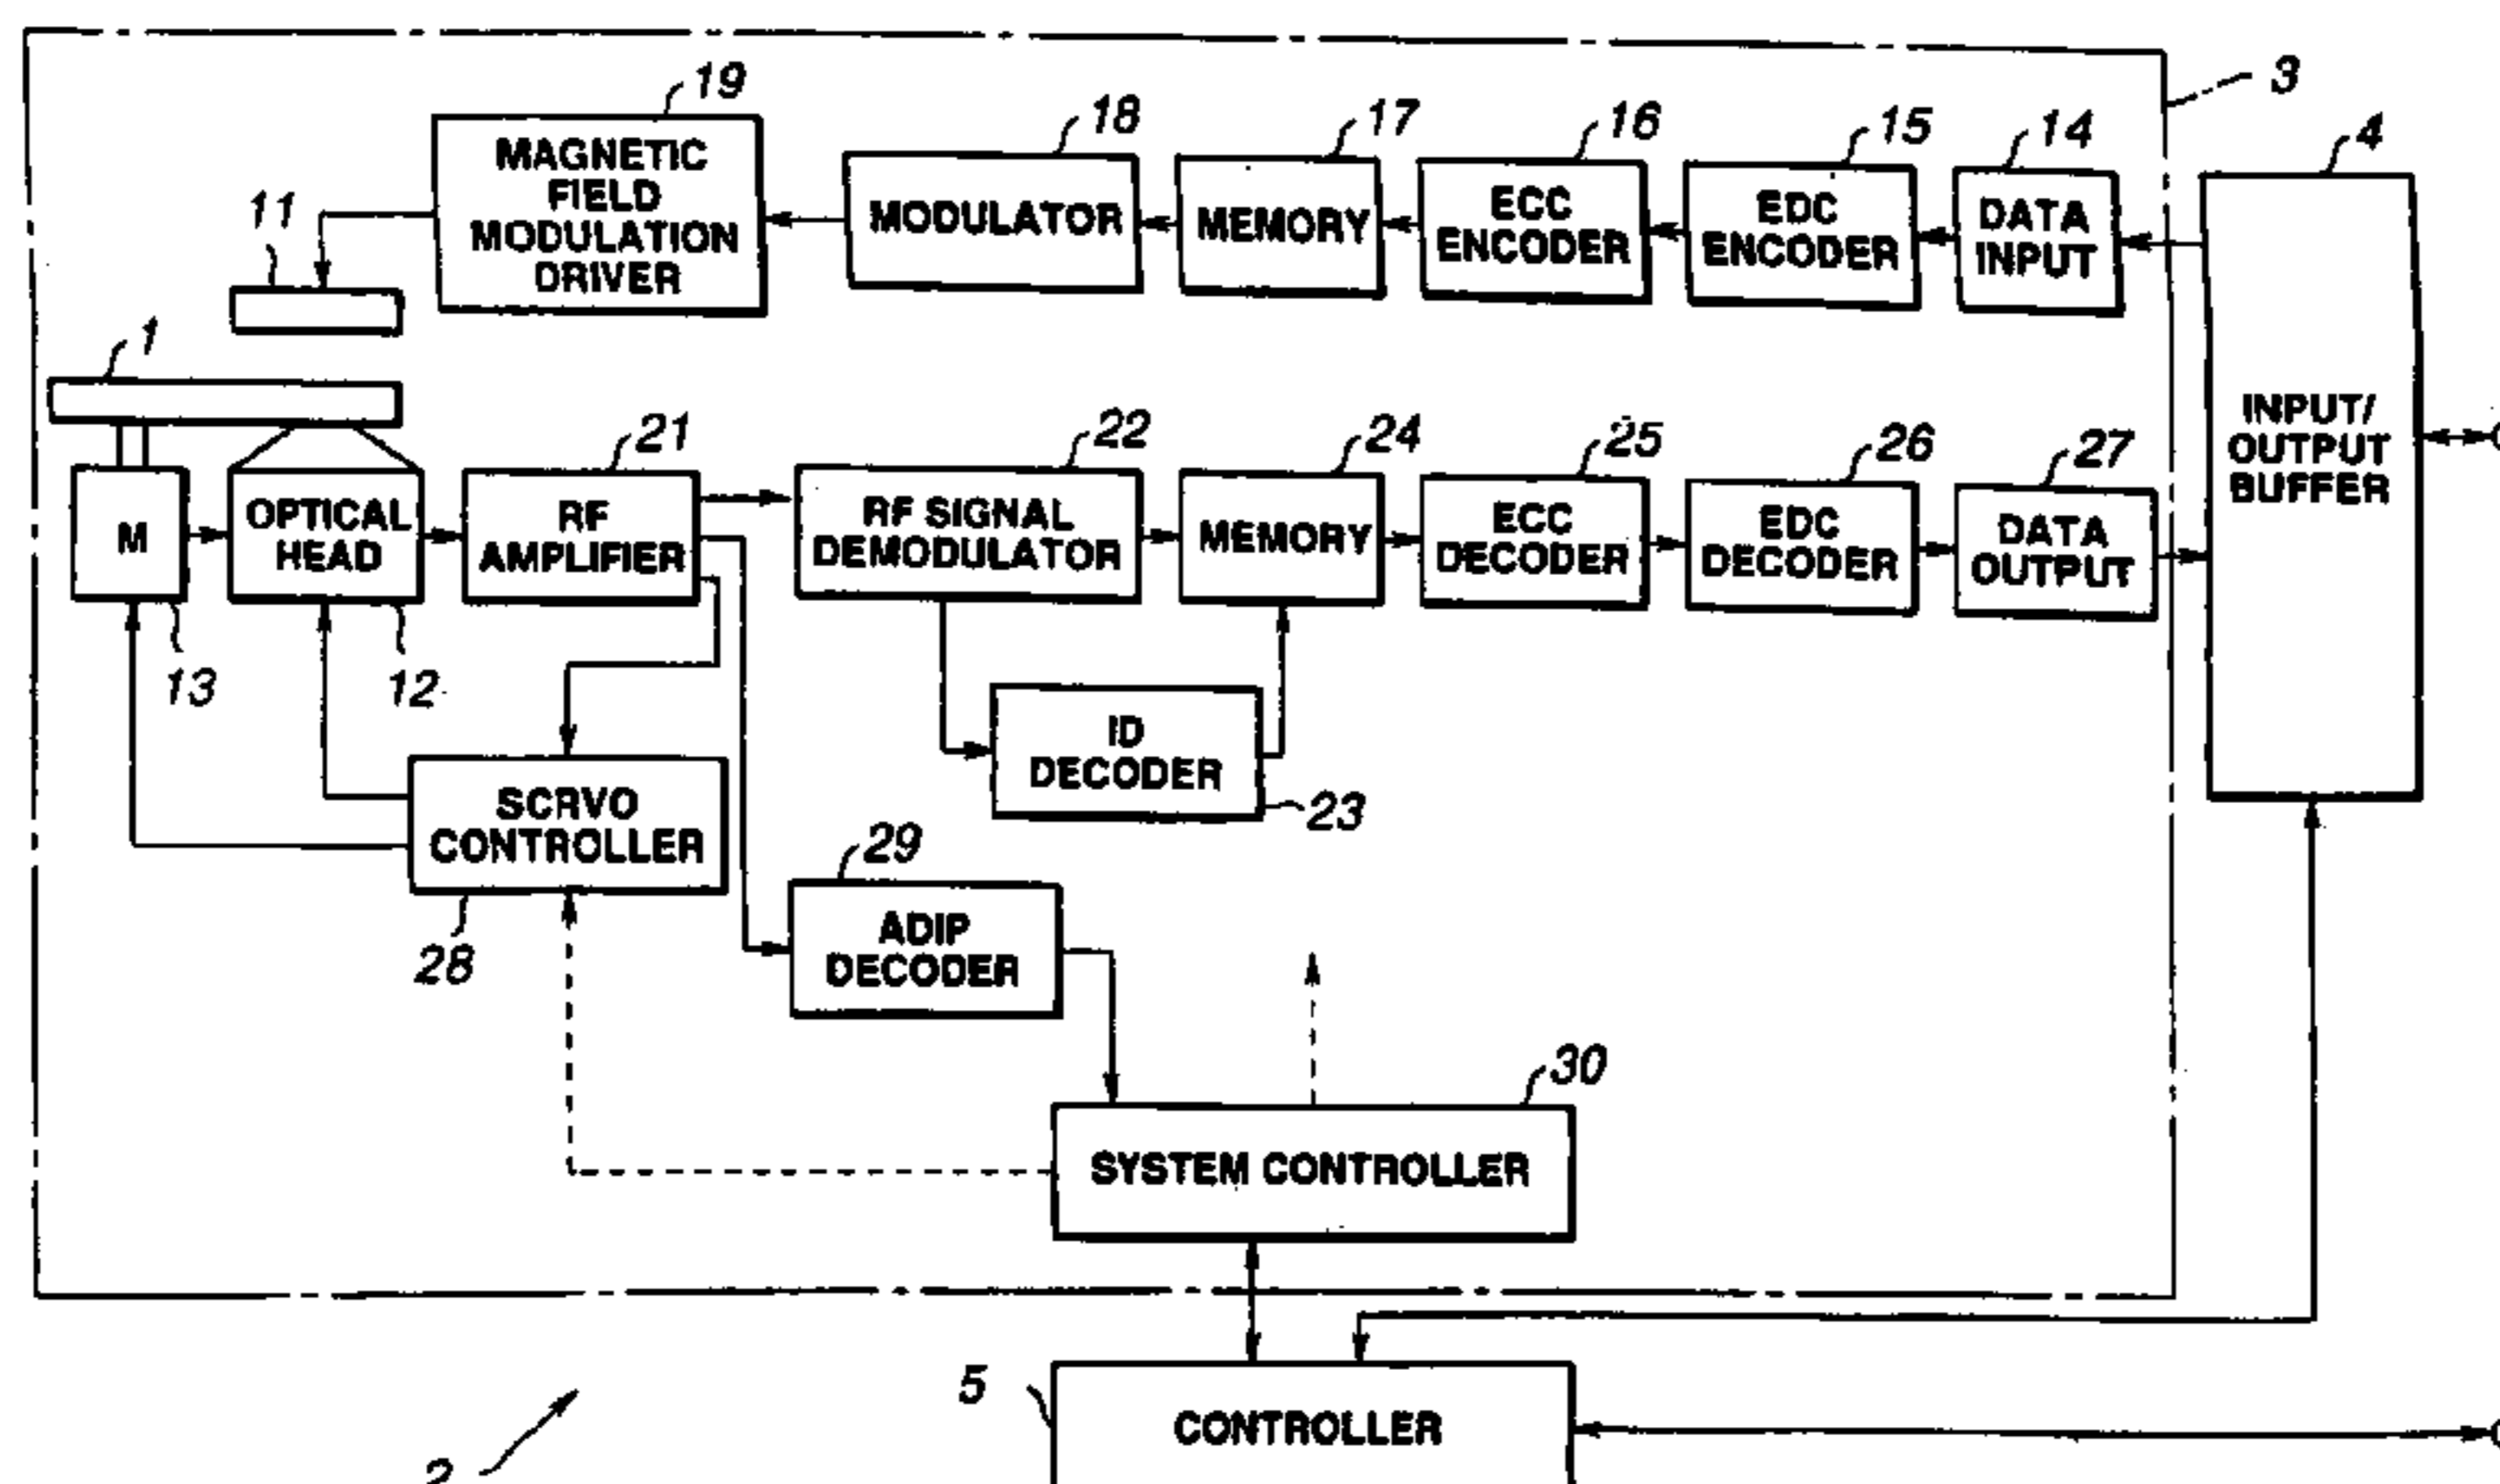 3
19
MAGNETIC
FIELD
MODULATION
DRIVER
18
MODULATOR
17
MEMORY
16
ECC
ENCODER
15
EDC
ENCODER
14
DATA
INPUT
4
INPUT/
OUTPUT
BUFFER
11
1
M
13
OPTICAL
HEAD
12
21
RF
AMPLIFIER
22
RF SIGNAL
DEMODULATOR
24
MEMORY
25
ECC
DECODER
26
EDC
DECODER
27
DATA
OUTPUT
ID
DECODER
23
SCRVO
CONTROLLER
28
29
ADIP
DECODER
30
SYSTEM CONTROLLER
5
CONTROLLER
2